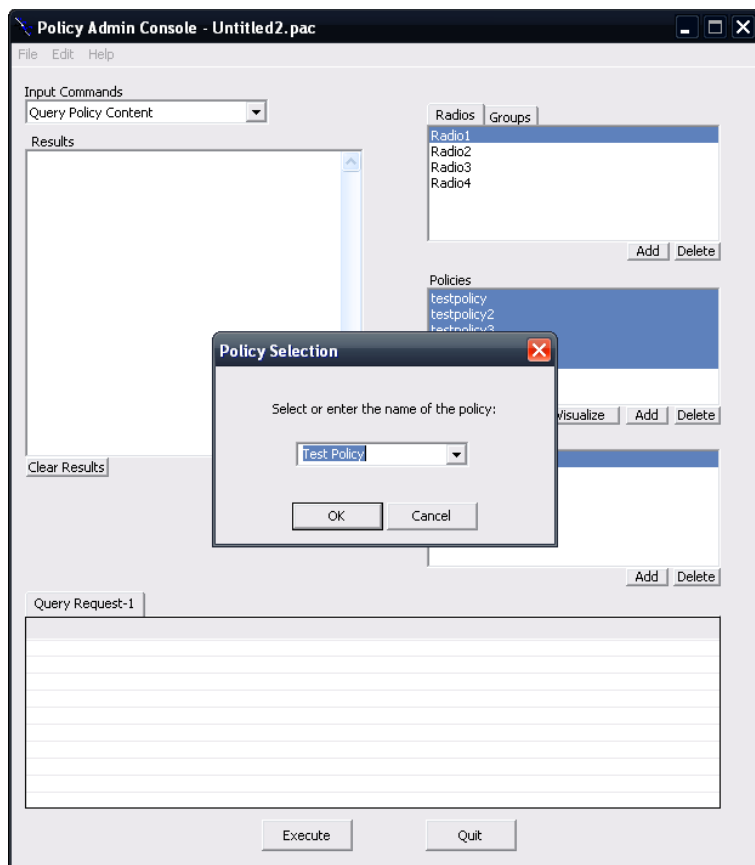 Policy Admin Console - Untitled2.pac
File Edit Help
Input Commands
Query Policy Content
Results
Clear Results
Radios Groups
Radio1
Radio2
Radio3
Radio4
Add Delete
Policies
testpolicy
testpolicy2
testpolicy3
Visualize Add Delete
Policy Selection
Select or enter the name of the policy:
Test Policy
OK Cancel
Add Delete
Query Request-1
Execute Quit